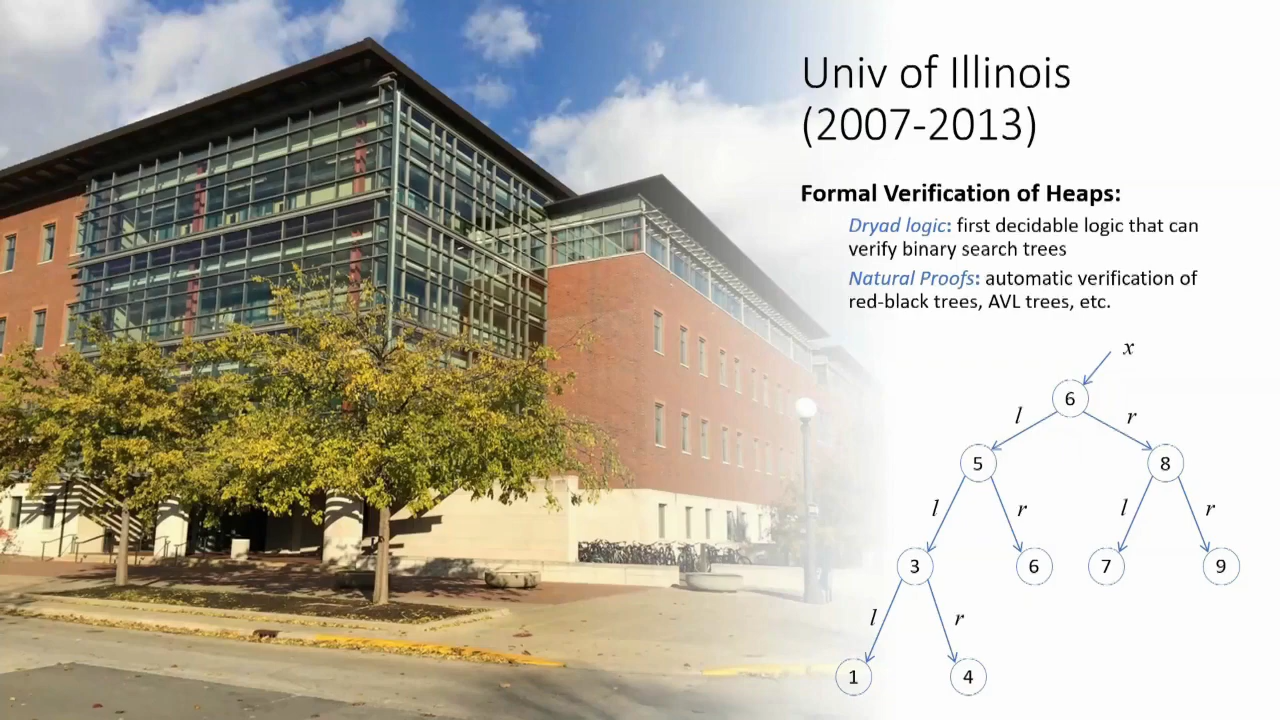 Univ of Illinois
(2007-2013)
Formal Verification of Heaps:
Dryad logic: first decidable logic that can
verify binary search trees
Natural Proofs: automatic verification of
red-black trees, AVL trees, etc.
x
6
l r
5 8
l r l r
3 6 7 9
l r
1 4